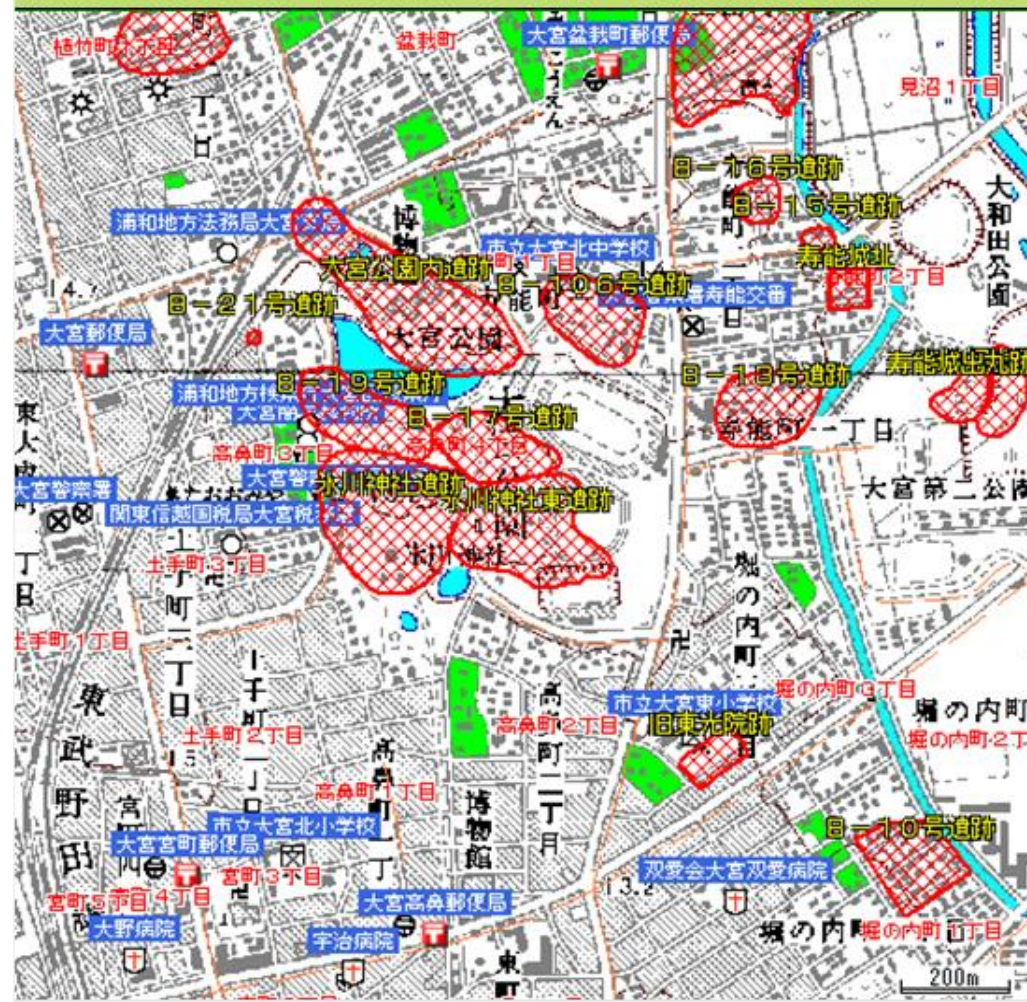 盆栽町
大宮盆栽町郵便局
見沼1丁目
丁目
B-16号遺跡
B-15号遺跡
大和田公園
浦和地方法務局大宮支局
市立大宮北中学校
寿能城址
大宮公園内遺跡
B-106号遺跡
B-21号遺跡
大宮公園
大宮郵便局
B-19号遺跡
B-18号遺跡
寿能城出丸跡
B-17号遺跡
寿能町一丁目
高鼻町3丁目
高鼻町4丁目
大宮第二公園
大宮警察署
氷川神社遺跡
氷川神社東遺跡
関東信越国税局大宮税
氷川神社
土手町3丁目
土手町1丁目
堀の内町
市立大宮東小学校
堀の内町3丁目
堀の内町
堀の内町2丁
旧東光院跡
高鼻町2丁目
土手町2丁目
高鼻町1丁目
東武野田線
博物館
市立大宮北小学校
大宮宮町郵便局
B-10号遺跡
宮町3丁目
双愛会大宮双愛病院
13.2
宮町5丁目
4丁目
大宮高鼻郵便局
大野病院
宇治病院
堀の内町1丁目
東町
200m